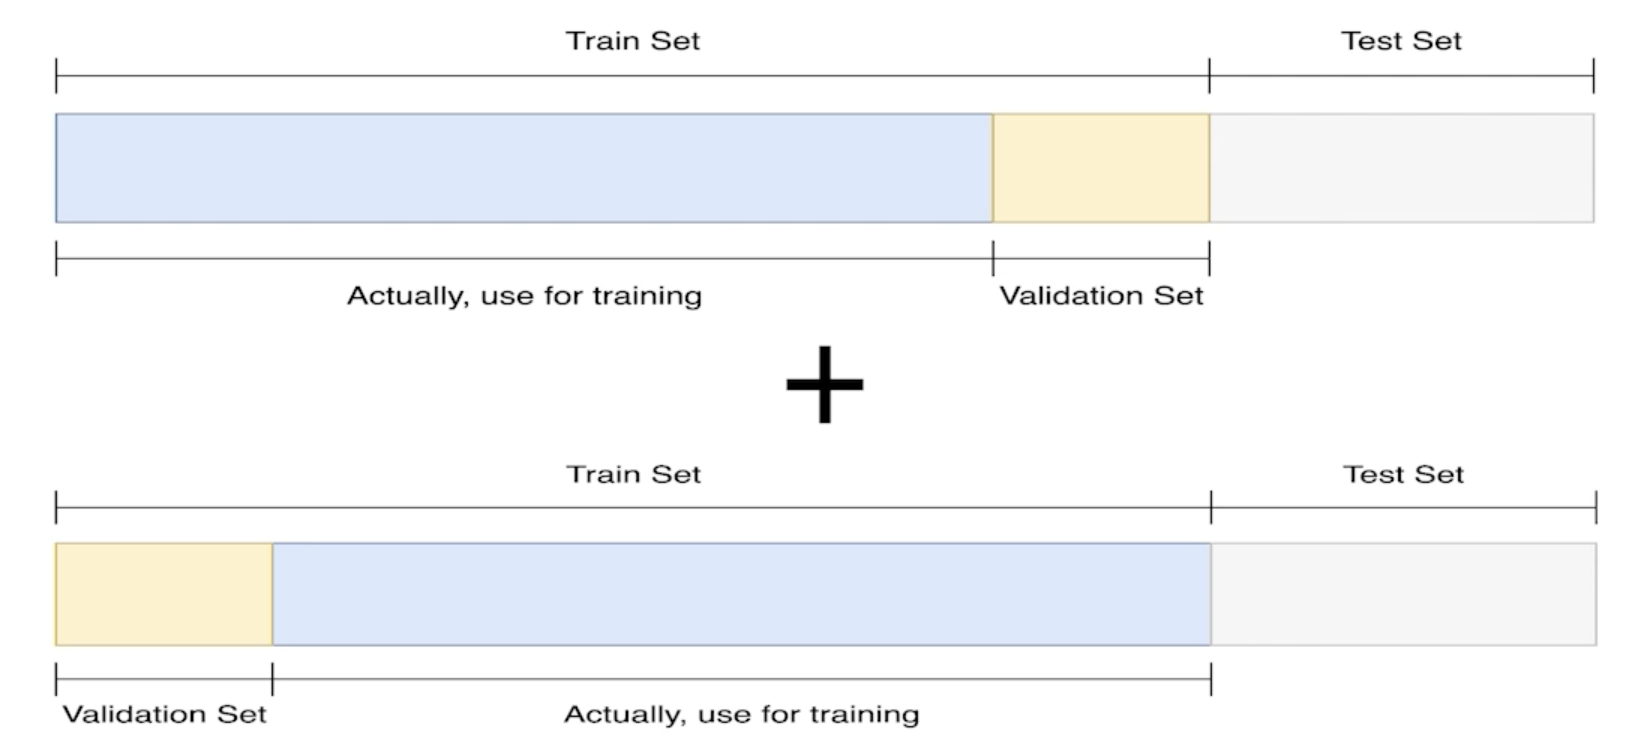 Train Set
Test Set
Actually, use for training
Validation Set
+
Train Set
Test Set
Validation Set
Actually, use for training